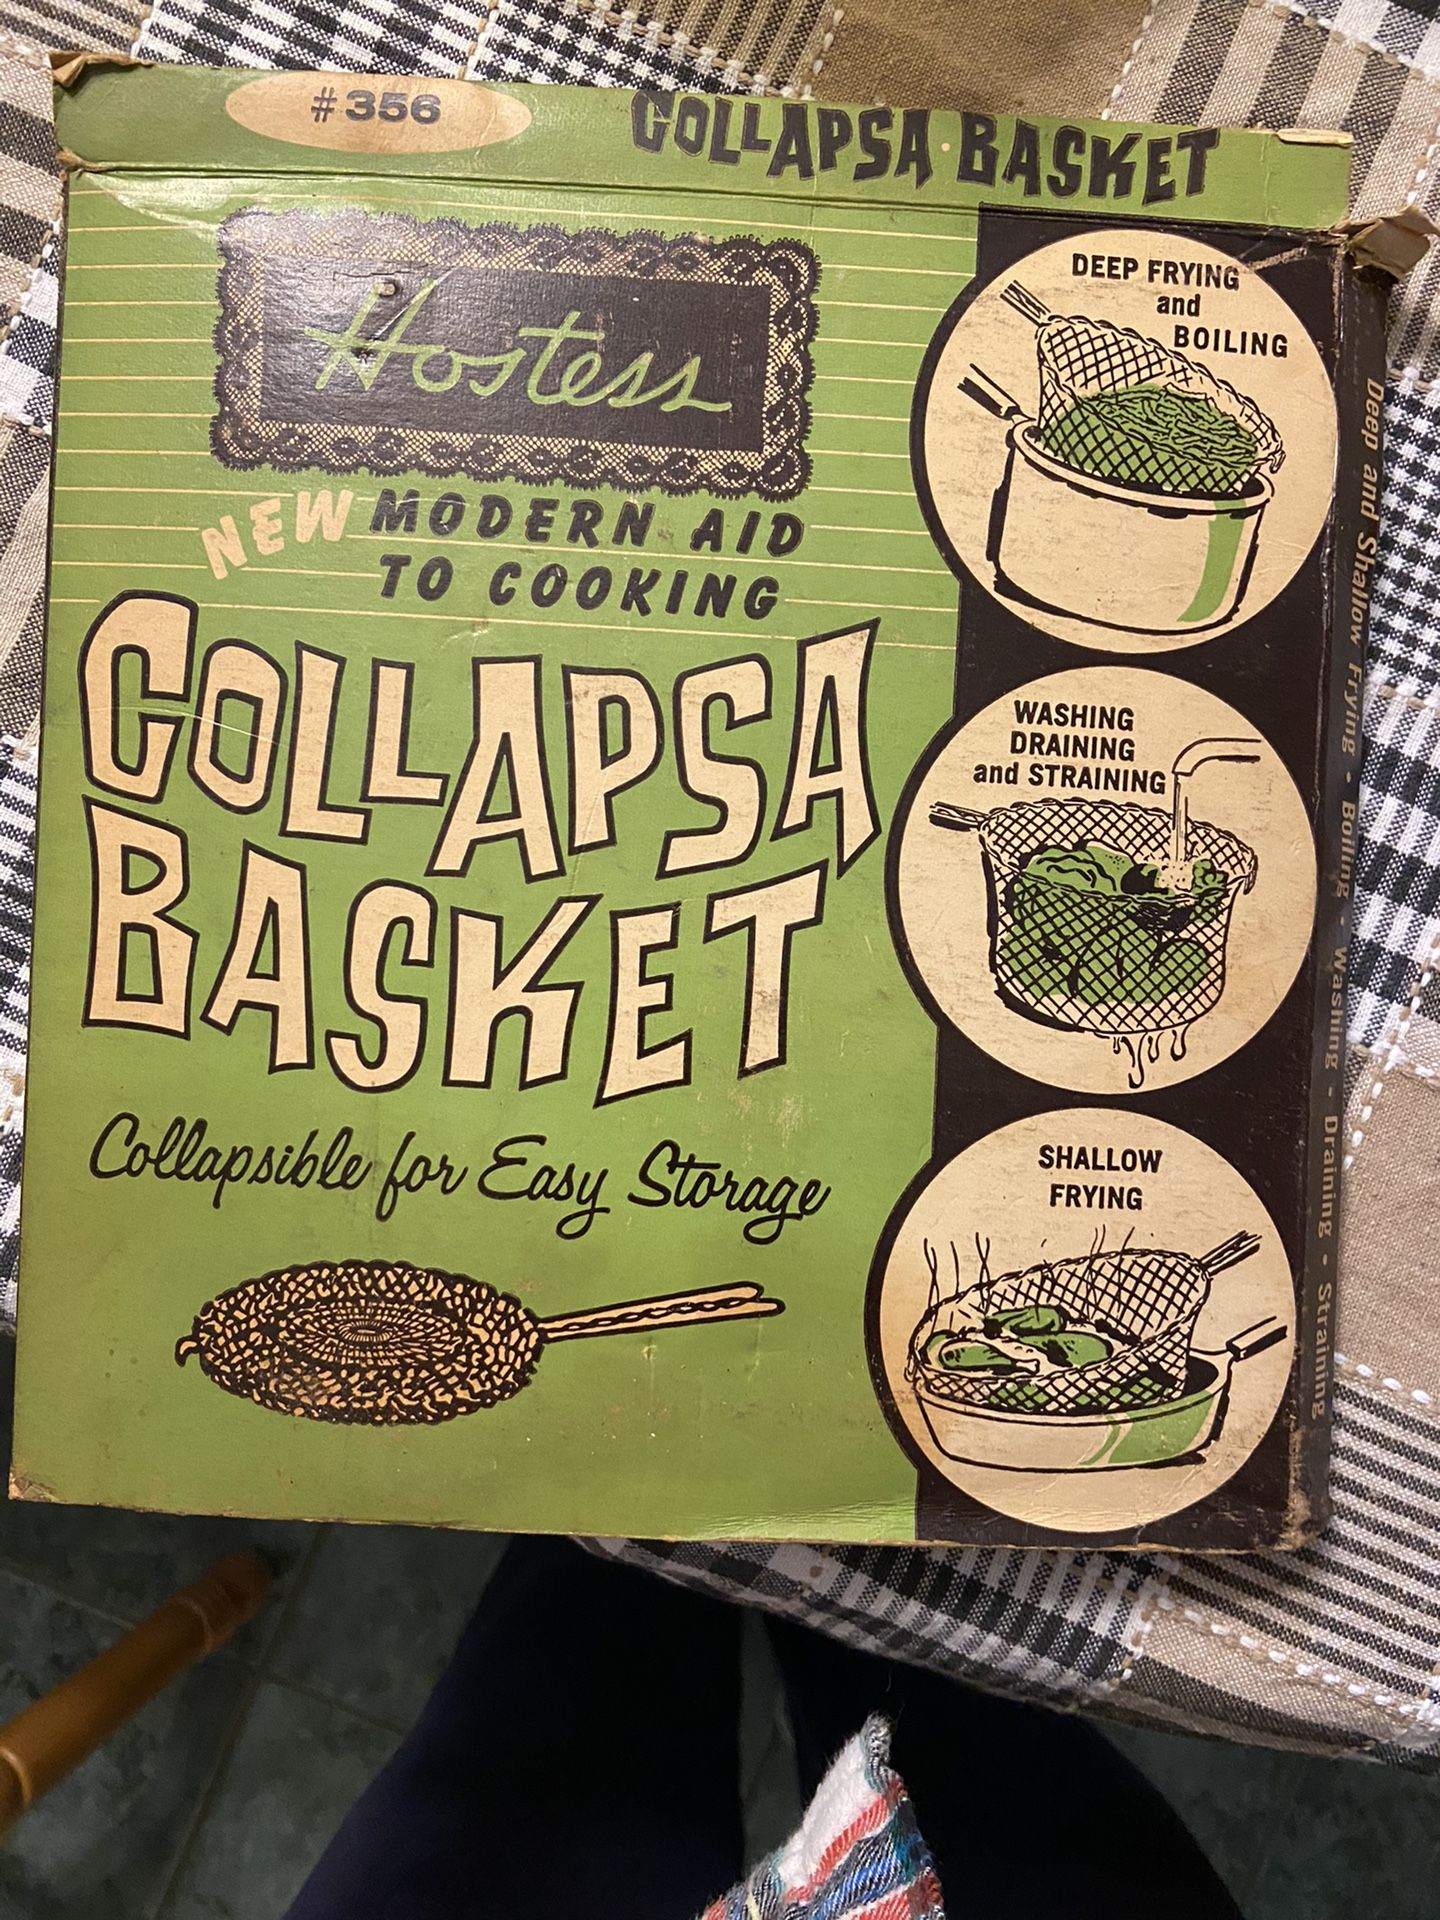 #356
COLLAPSA·BASKET
Hostess
NEW MODERN AID
TO COOKING
COLLAPSA
BASKET
Collapsible for Easy Storage
DEEP FRYING
and
BOILING
WASHING
DRAINING
and STRAINING
SHALLOW
FRYING
Deep and Shallow Frying • Boiling • Washing - Draining • Straining